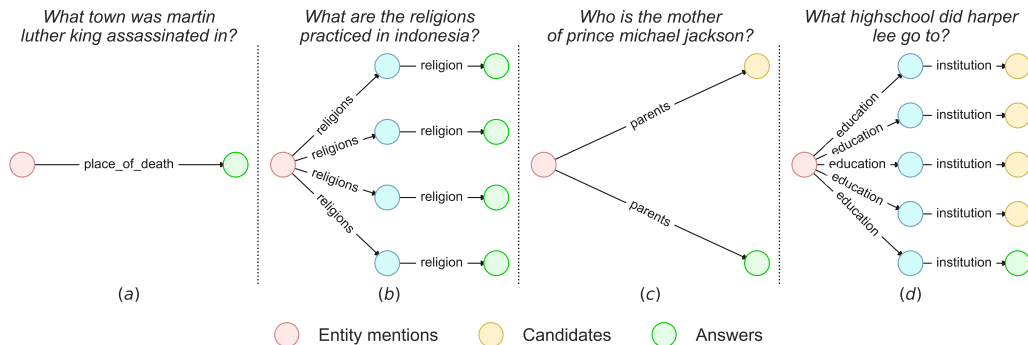 What town was martin
luther king assassinated in?
place_of_death
(a)
What are the religions
practiced in indonesia?
religions
religion
religions
religion
religions
religion
religions
religion
(b)
Who is the mother
of prince michael jackson?
parents
parents
(c)
What highschool did harper
lee go to?
education
institution
education
institution
education
institution
education
institution
education
institution
(d)
Entity mentions
Candidates
Answers